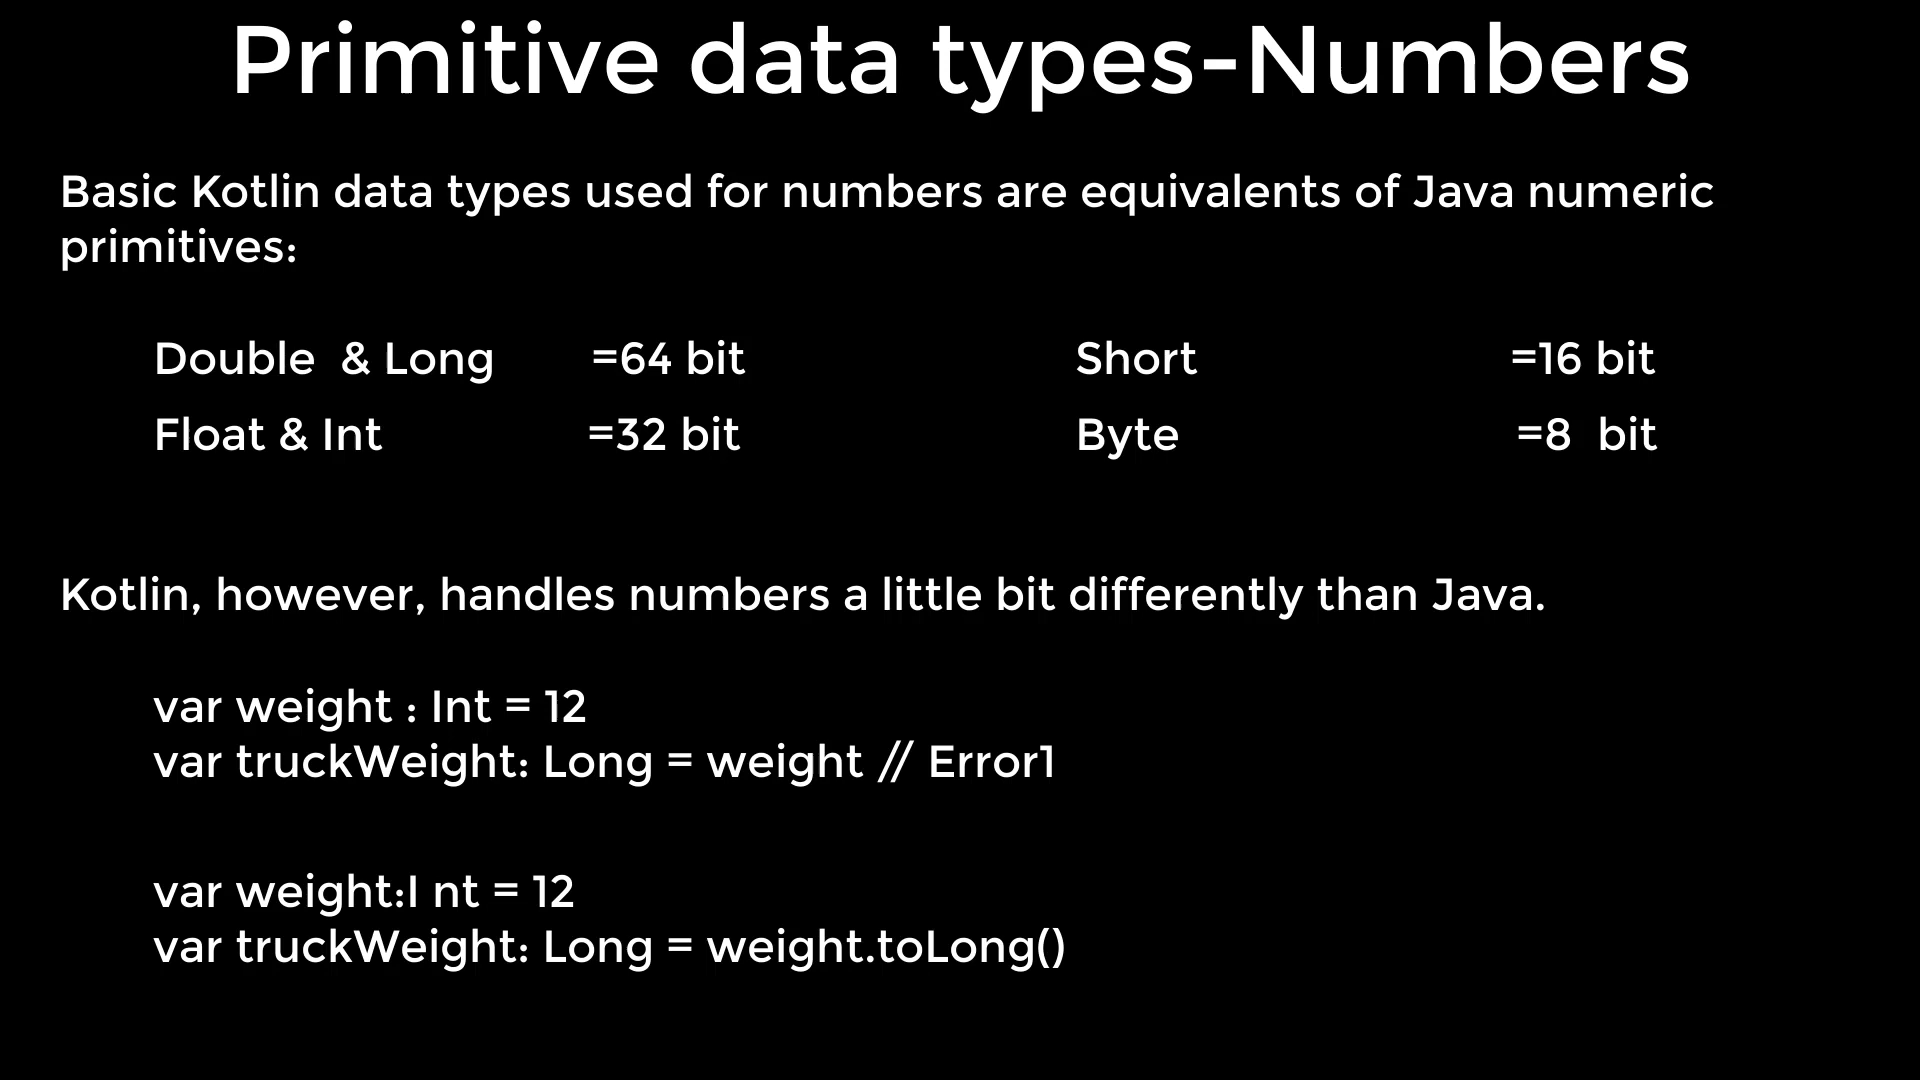 Primitive data types-Numbers
Basic Kotlin data types used for numbers are equivalents of Java numeric
primitives:
Double & Long =64 bit Short =16 bit
Float & Int =32 bit Byte =8 bit
Kotlin, however, handles numbers a little bit differently than Java.
var weight : Int = 12
var truckWeight: Long = weight // Error1
var weight:I nt = 12
var truckWeight: Long = weight.toLong()